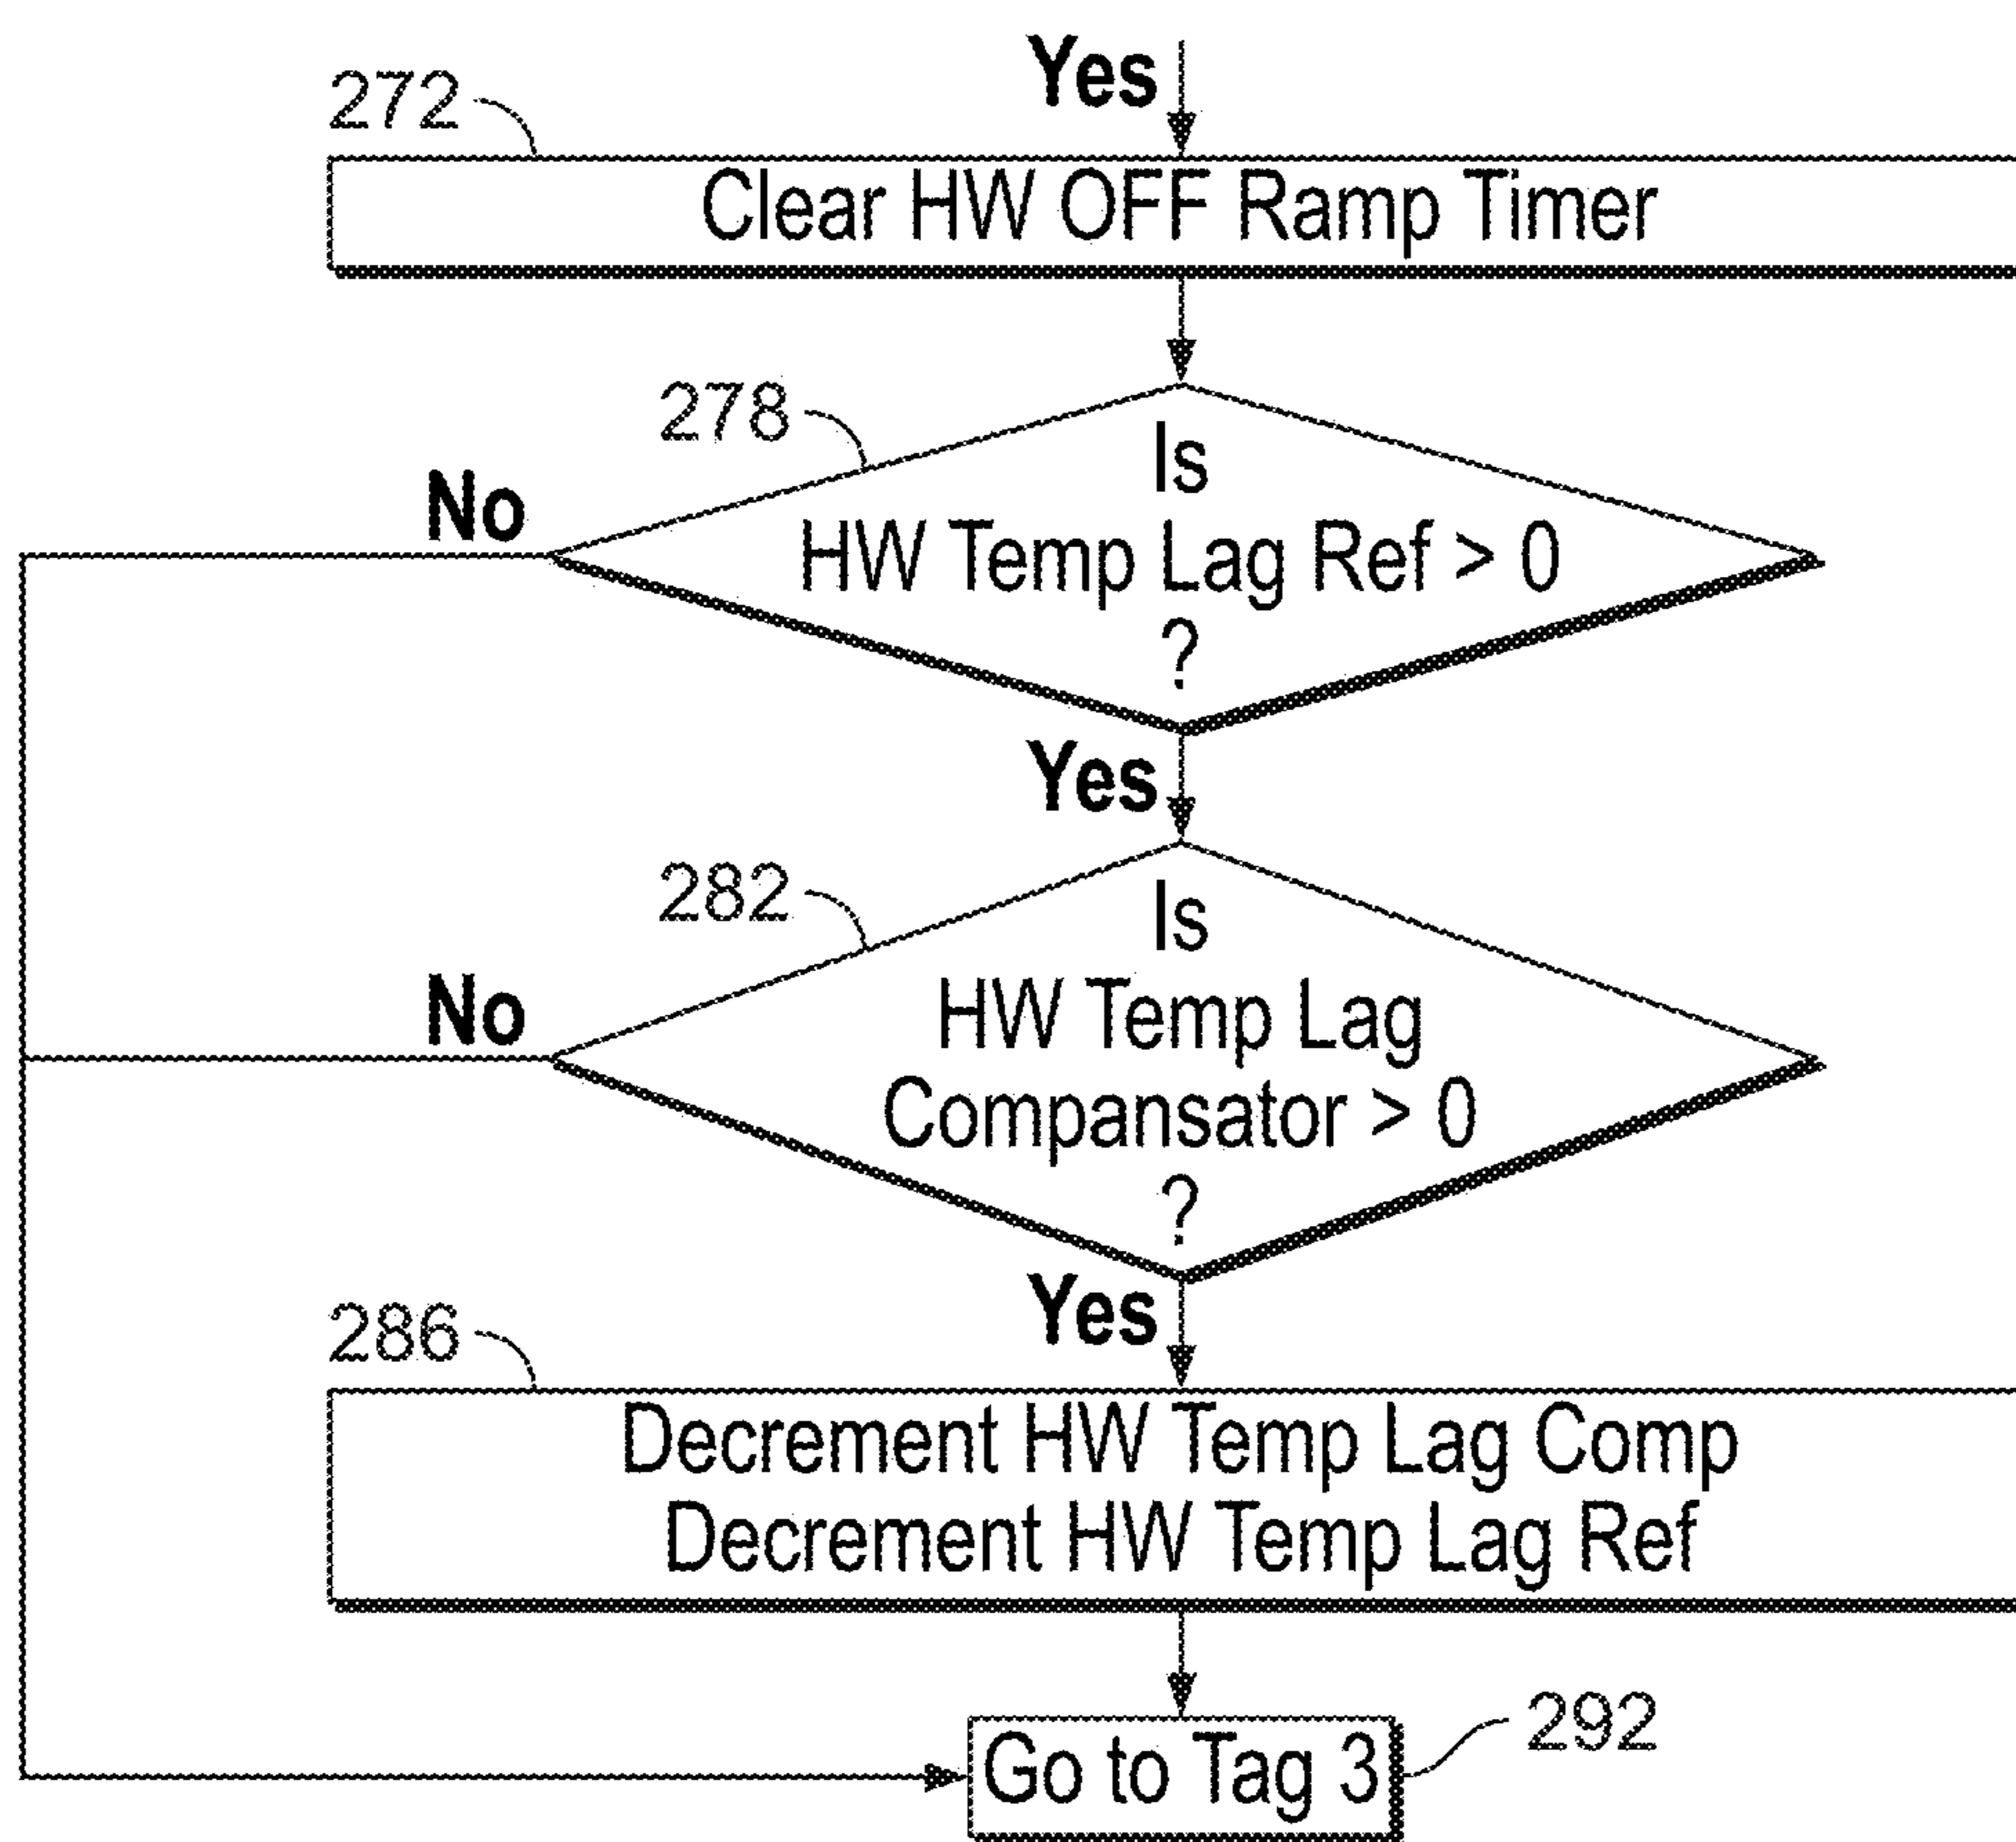 Yes
272
Clear HW OFF Ramp Timer
278
Is
No
HW Temp Lag Ref > 0
?
Yes
282
Is
No
HW Temp Lag
Compansator > 0
?
Yes
286
Decrement HW Temp Lag Comp
Decrement HW Temp Lag Ref
292
Go to Tag 3